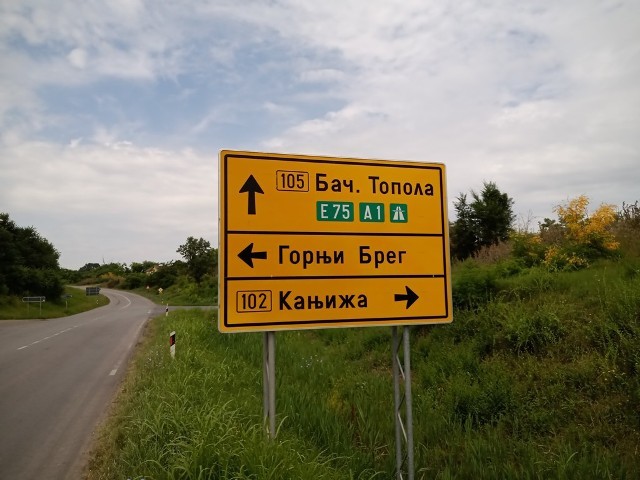 105 Бач. Топола
E75 A1
Горњи Брег
102 Кањижа